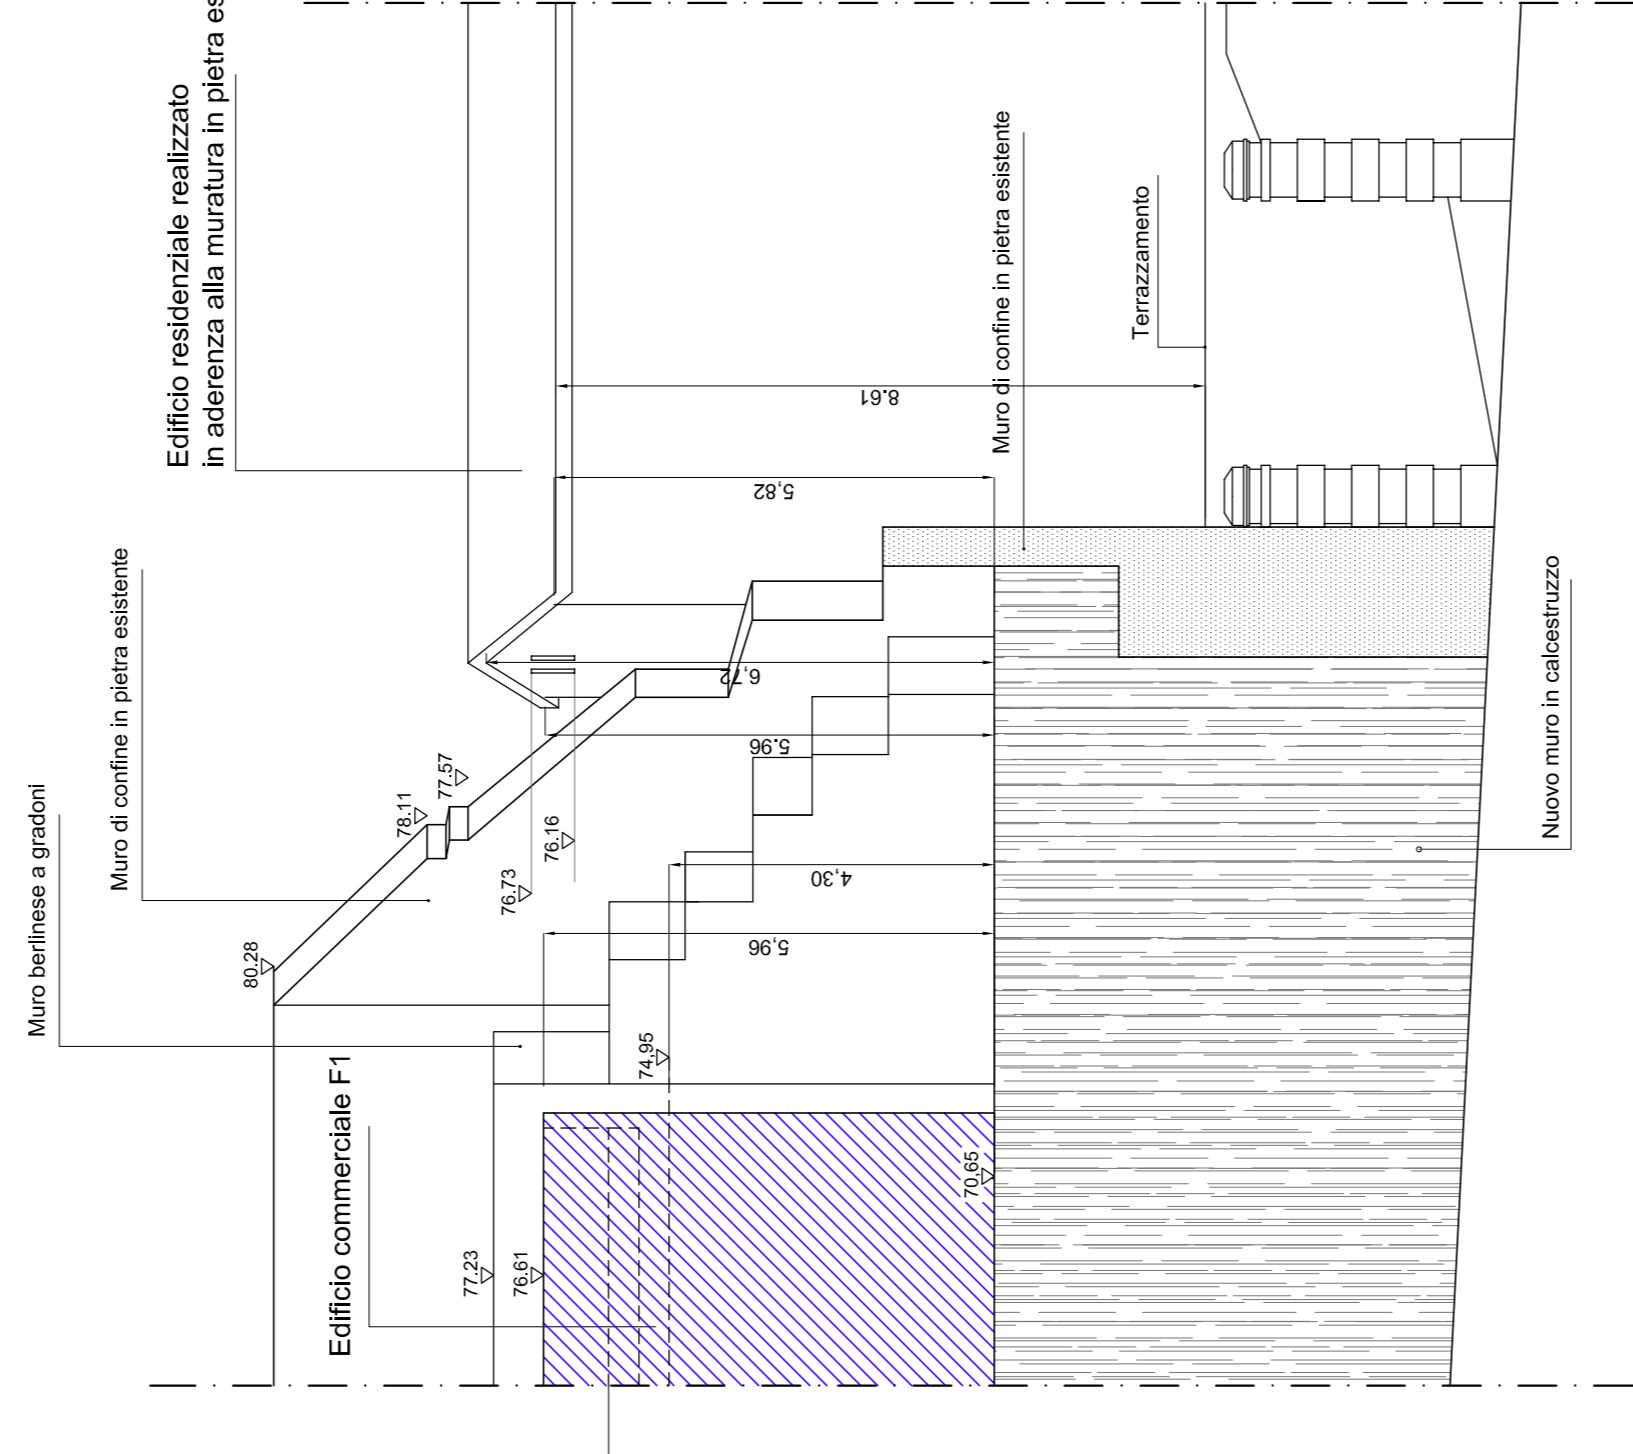 Edificio residenziale realizzato
in aderenza alla muratura in pietra es
Muro di confine in pietra esistente
Terrazzamento
8.61
5,82
Muro di confine in pietra esistente
Muro berlinese a gradoni
6,72
5.96
77.57
78.11
76.16
76.73
4,30
5,96
80.28
74,95
Edificio commerciale F1
77.23
76.61
70,65
Nuovo muro in calcestruzzo